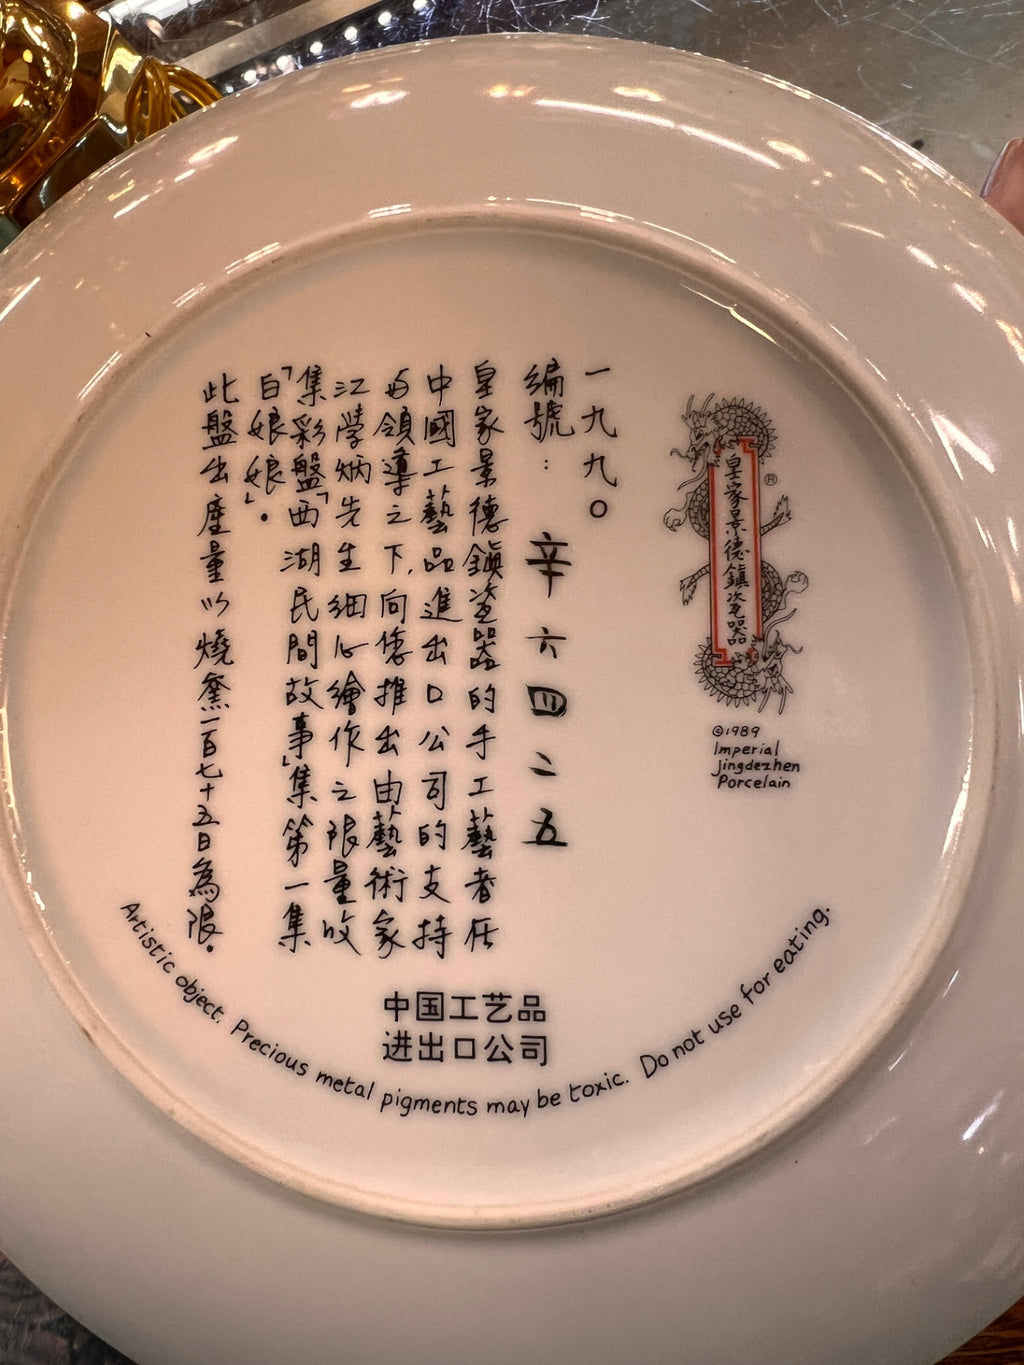 皇家景德鎮瓷器
®
©1989
Imperial
Jingdezhen
Porcelain
一九九〇
編號：辛六四二五
皇家景德鎮瓷器的手工藝者在
中國工藝品進出口公司的支持
与領導之下,向您推出由藝術家
江學炳先生細心繪作之限量收
集彩盤「西湖民間故事」集第一集
「白娘娘」.
此盤出產量以燒窯一百七十五日為限.
中国工艺品
进出口公司
Artistic object. Precious metal pigments may be toxic. Do not use for eating.